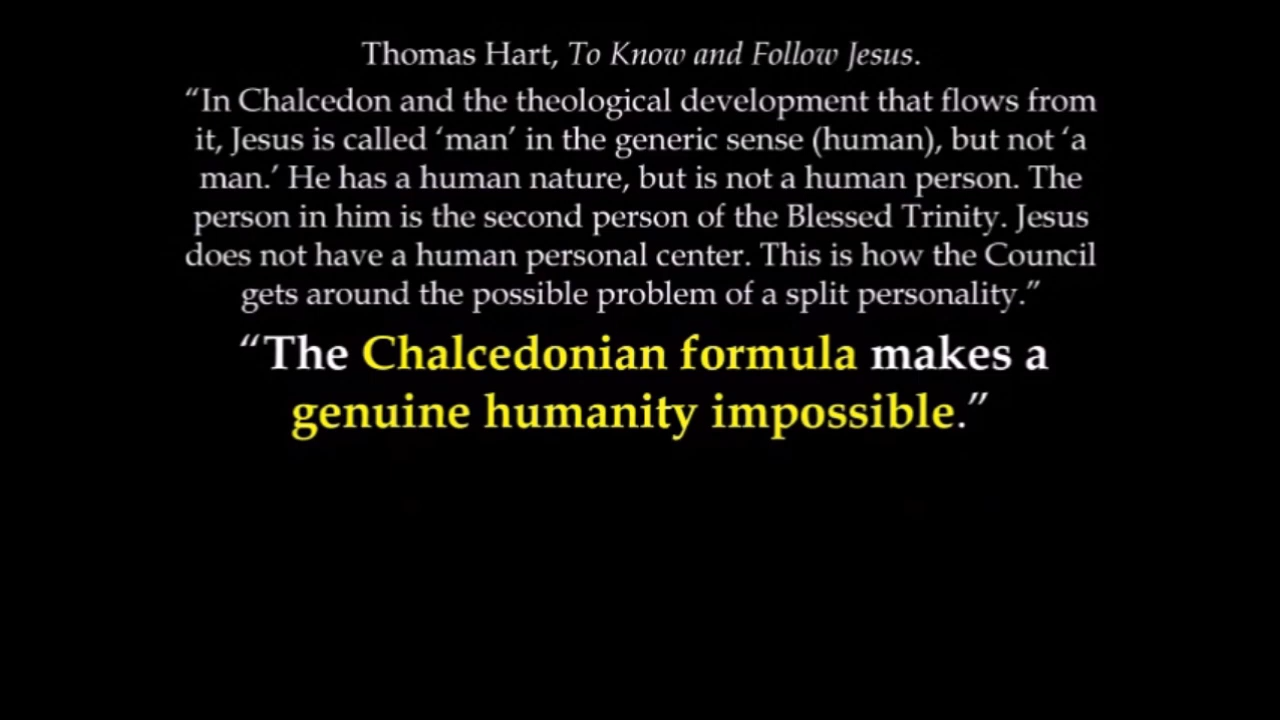 Thomas Hart, To Know and Follow Jesus.
“In Chalcedon and the theological development that flows from
it, Jesus is called ‘man’ in the generic sense (human), but not ‘a
man.’ He has a human nature, but is not a human person. The
person in him is the second person of the Blessed Trinity. Jesus
does not have a human personal center. This is how the Council
gets around the possible problem of a split personality.”
“The Chalcedonian formula makes a
genuine humanity impossible.”